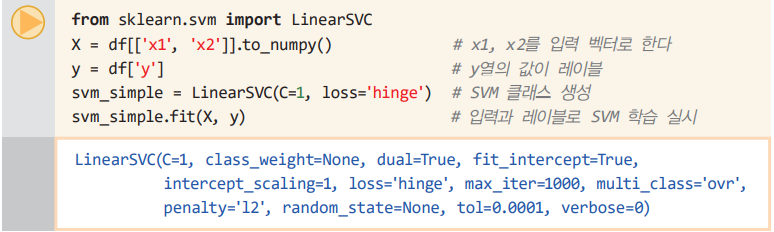 from sklearn.svm import LinearSVC
X = df[['x1', 'x2']].to_numpy() # x1, x2를 입력 벡터로 한다
y = df['y'] # y열의 값이 레이블
svm_simple = LinearSVC(C=1, loss='hinge') # SVM 클래스 생성
svm_simple.fit(X, y) # 입력과 레이블로 SVM 학습 실시
LinearSVC(C=1, class_weight=None, dual=True, fit_intercept=True,
intercept_scaling=1, loss='hinge', max_iter=1000, multi_class='ovr',
penalty='l2', random_state=None, tol=0.0001, verbose=0)